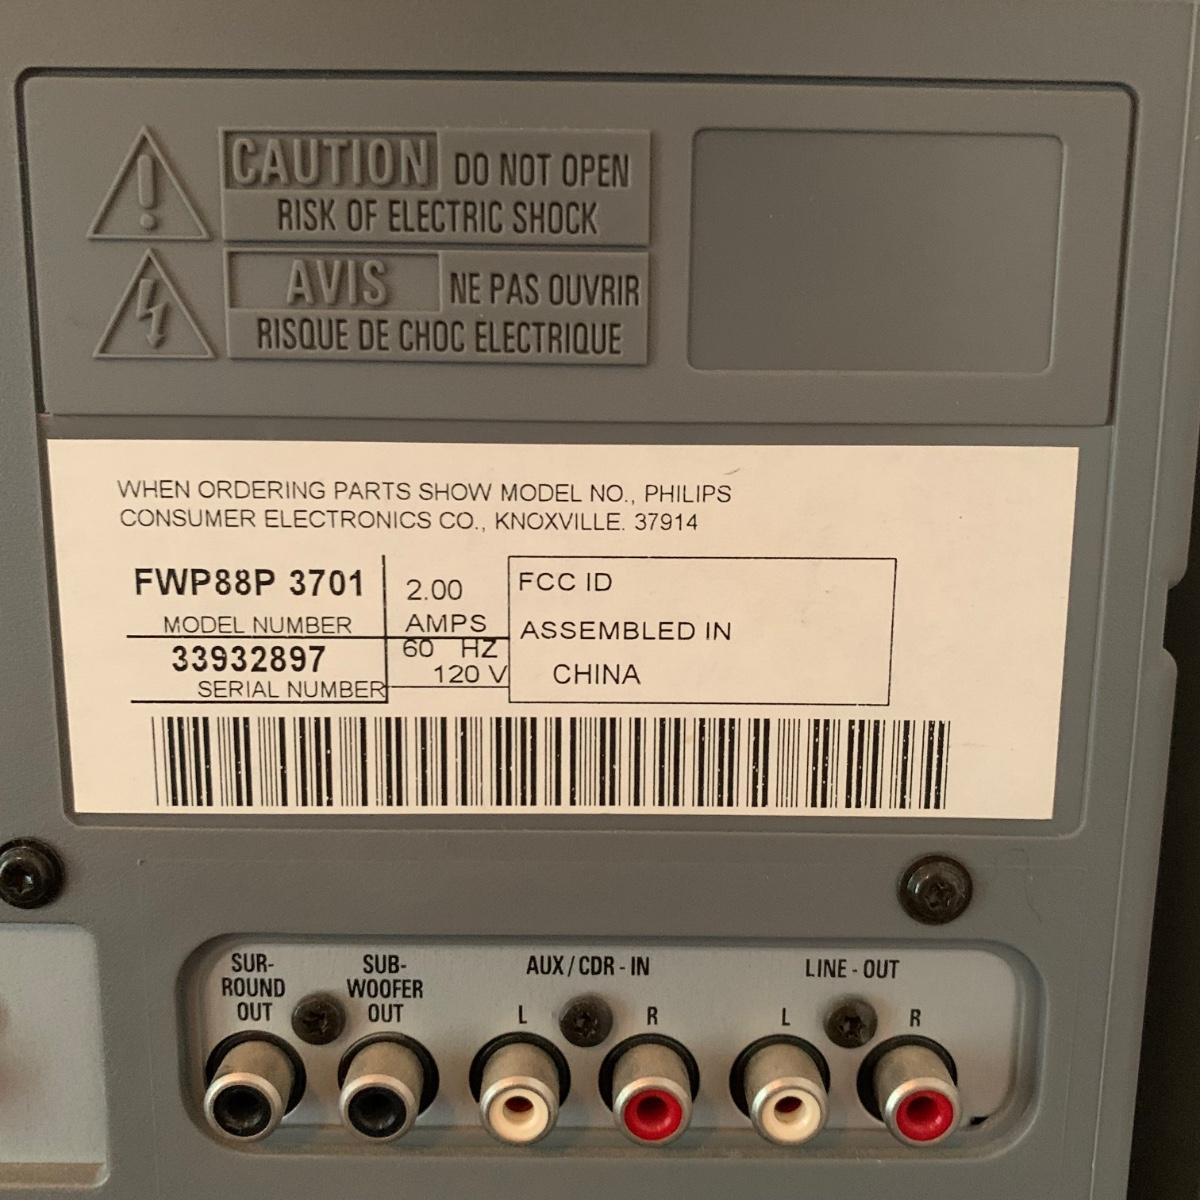 CAUTION DO NOT OPEN
RISK OF ELECTRIC SHOCK
AVIS NE PAS OUVRIR
RISQUE DE CHOC ELECTRIQUE
WHEN ORDERING PARTS SHOW MODEL NO., PHILIPS
CONSUMER ELECTRONICS CO., KNOXVILLE. 37914
FWP88P 3701
MODEL NUMBER
33932897
SERIAL NUMBER
2.00
AMPS
60 HZ
120 V
FCC ID
ASSEMBLED IN
CHINA
SUR-
ROUND
OUT
SUB-
WOOFER
OUT
AUX/CDR-IN
L R
LINE-OUT
L R